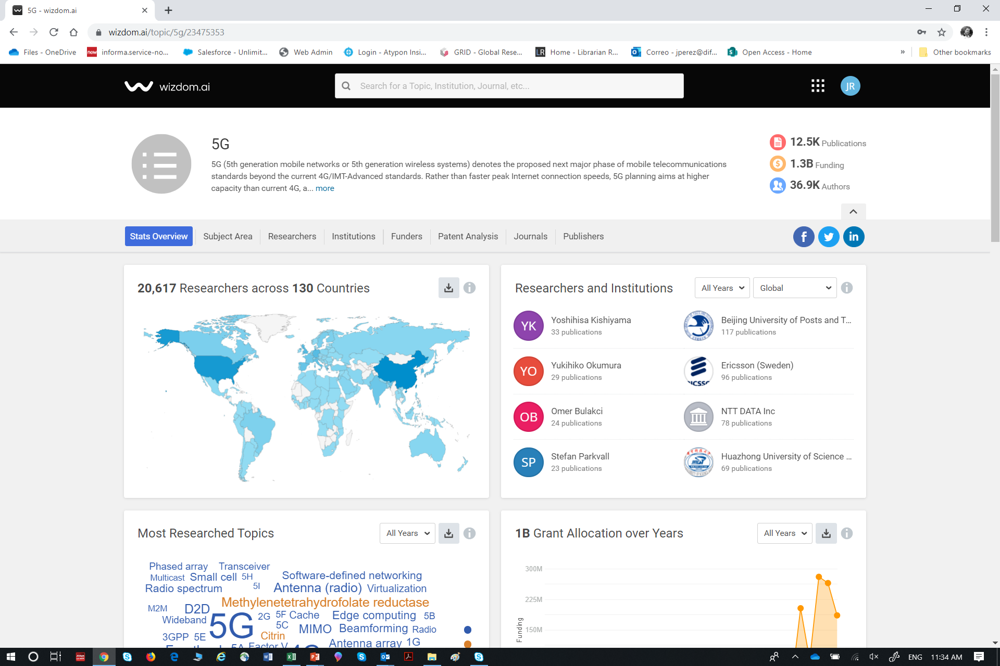 5G - wizdom.ai
wizdom.ai/topic/5g/23475353
Files - OneDrive
now
informa.service-no...
Salesforce - Unlimit...
Web Admin
Login - Atypon Insi...
GRID - Global Rese...
LR
Home - Librarian R...
Correo - jperez@dif...
Open Access - Home
»
Other bookmarks
wizdom.ai
Search for a Topic, Institution, Journal, etc...
JR
5G
5G (5th generation mobile networks or 5th generation wireless systems) denotes the proposed next major phase of mobile telecommunications
standards beyond the current 4G/IMT-Advanced standards. Rather than faster peak Internet connection speeds, 5G planning aims at higher
capacity than current 4G, a... more
12.5K Publications
1.3B Funding
36.9K Authors
Stats Overview
Subject Area
Researchers
Institutions
Funders
Patent Analysis
Journals
Publishers
20,617 Researchers across 130 Countries
Researchers and Institutions
All Years
Global
YK
Yoshihisa Kishiyama
33 publications
Beijing University of Posts and T...
117 publications
YO
Yukihiko Okumura
29 publications
Ericsson (Sweden)
96 publications
OB
Omer Bulakci
24 publications
NTT DATA Inc
78 publications
SP
Stefan Parkvall
23 publications
Huazhong University of Science ...
69 publications
Most Researched Topics
All Years
Phased array Transceiver
Multicast Small cell 5H Software-defined networking
Radio spectrum 5I Antenna (radio) Virtualization
Methylenetetrahydrofolate reductase
M2M D2D
Wideband 5G 2G 5F Cache Edge computing 5B
5C MIMO Beamforming Radio
3GPP 5E Citrin
Antenna array 1G
5A Factor V 4G
1B Grant Allocation over Years
All Years
300M
225M
150M
Funding
ENG
11:34 AM